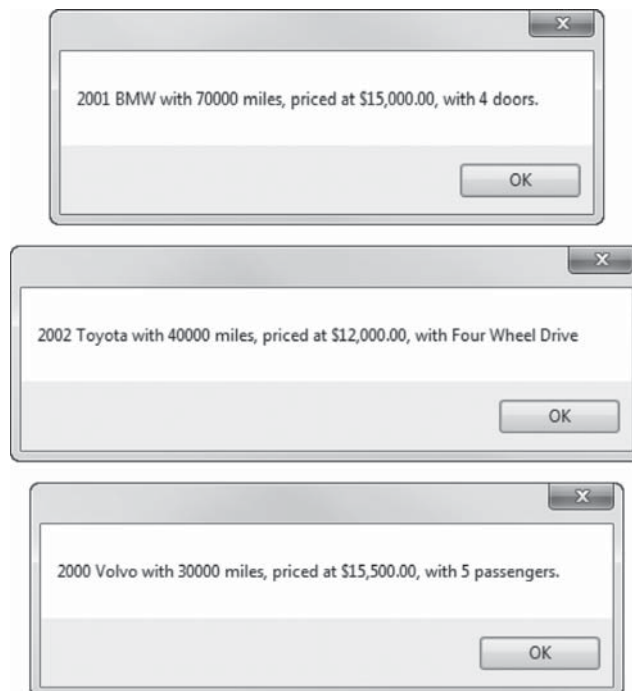 2001 BMW with 70000 miles, priced at $15,000.00, with 4 doors.
OK
2002 Toyota with 40000 miles, priced at $12,000.00, with Four Wheel Drive
OK
2000 Volvo with 30000 miles, priced at $15,500.00, with 5 passengers.
OK